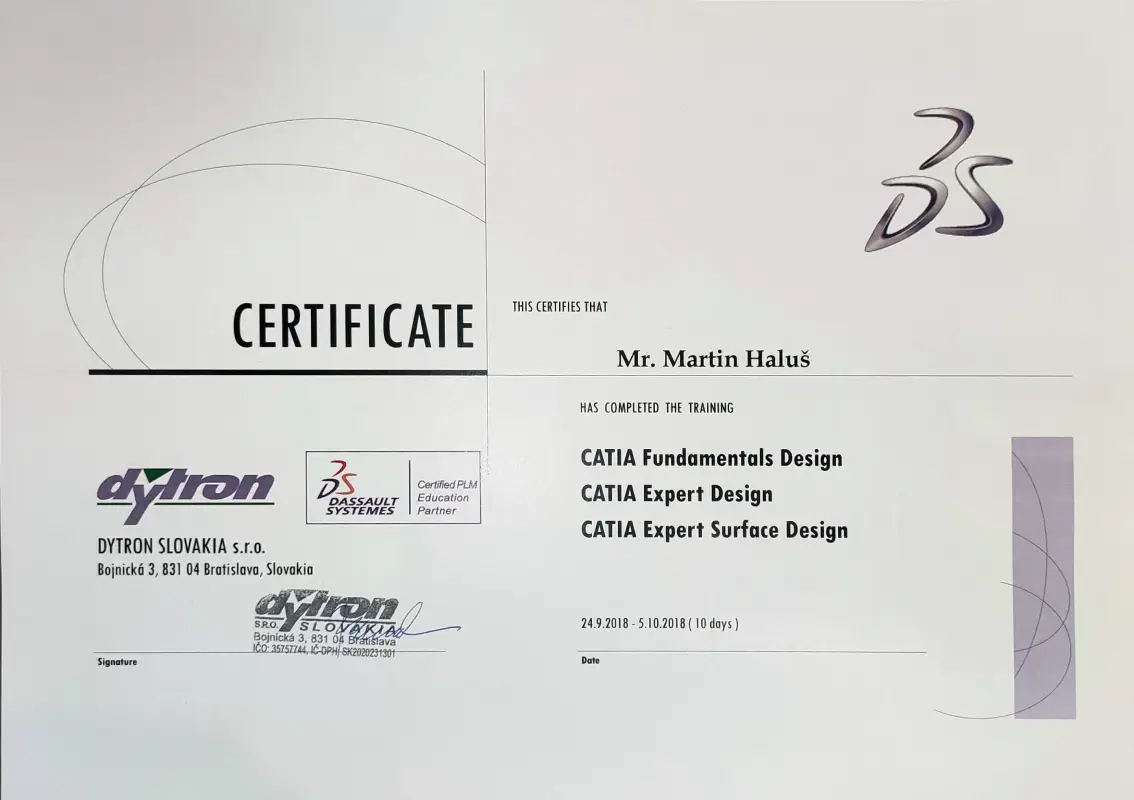 DS
CERTIFICATE
THIS CERTIFIES THAT
Mr. Martin Haluš
HAS COMPLETED THE TRAINING
CATIA Fundamentals Design
CATIA Expert Design
CATIA Expert Surface Design
24.9.2018 - 5.10.2018 ( 10 days )
Date
dytron
DS
DASSAULT
SYSTEMES
Certified PLM
Education
Partner
DYTRON SLOVAKIA s.r.o.
Bojnická 3, 831 04 Bratislava, Slovakia
dytron
S.R.O. SLOVAKIA
Bojnická 3, 831 04 Bratislava
IČO: 35757744, IČ DPH: SK2020231301
Signature